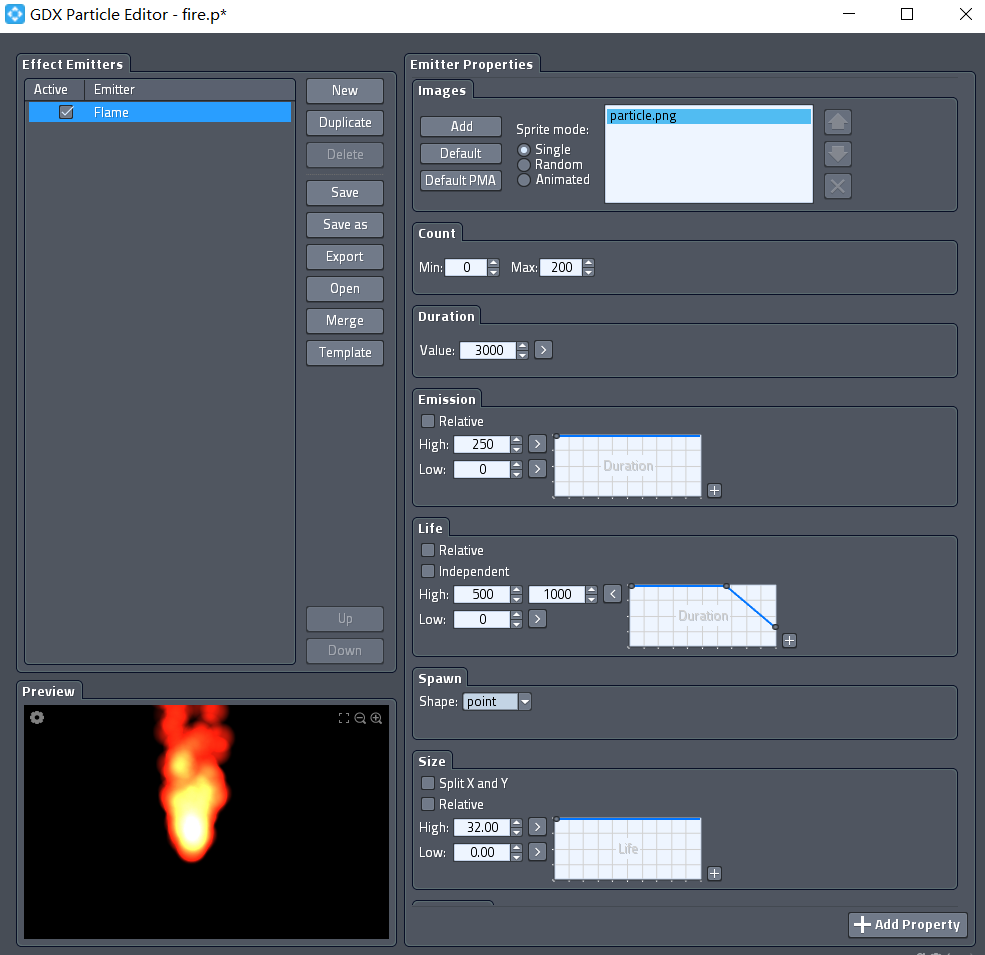 GDX Particle Editor - fire.p*
Effect Emitters
Active Emitter
Flame
New
Duplicate
Delete
Save
Save as
Export
Open
Merge
Template
Up
Down
Preview
Emitter Properties
Images
Add
Default
Default PMA
Sprite mode:
Single
Random
Animated
particle.png
Count
Min: 0 Max: 200
Duration
Value: 3000 >
Emission
Relative
High: 250 >
Low: 0 >
Duration
Life
Relative
Independent
High: 500 1000 <
Low: 0 >
Duration
Spawn
Shape: point
Size
Split X and Y
Relative
High: 32.00 >
Low: 0.00 >
Life
Add Property